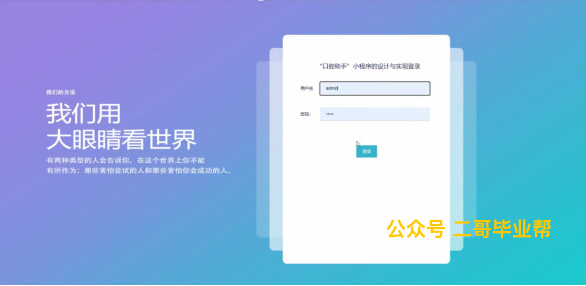 我们的方法
我们用
大眼睛看世界
有两种类型的人会告诉你，在这个世界上你不能
有所作为：那些害怕尝试的人和那些害怕你会成功的人。
"口腔助手"小程序的设计与实现登录
用户名 admin
密码：
登录
公众号 二哥毕业帮